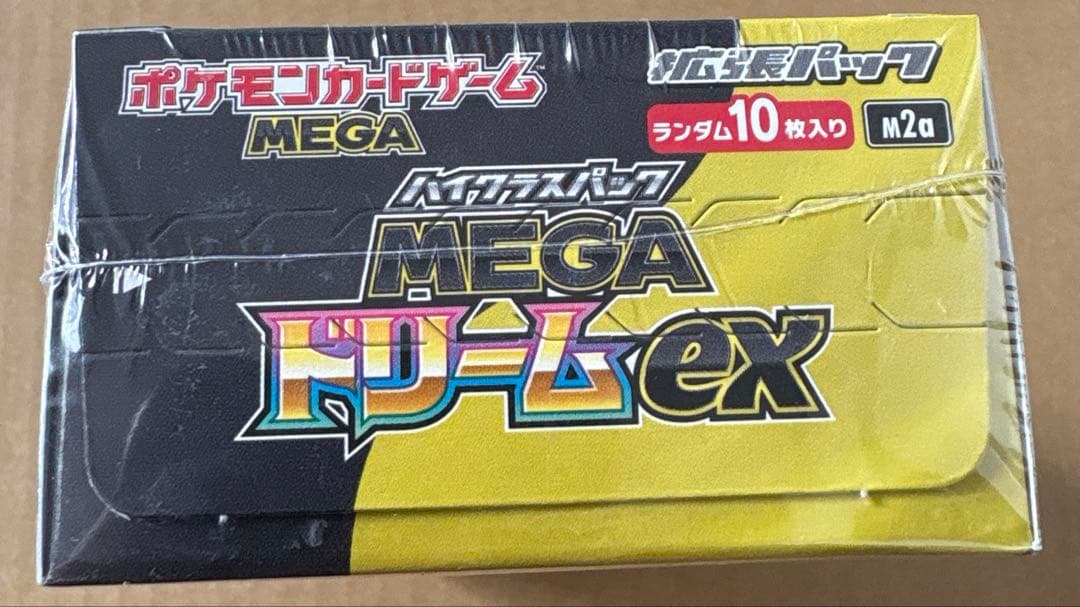 ポケモンカードゲーム
MEGA
拡張パック
ランダム10枚入り
M2a
ハイクラスパック
MEGA
ドリームex